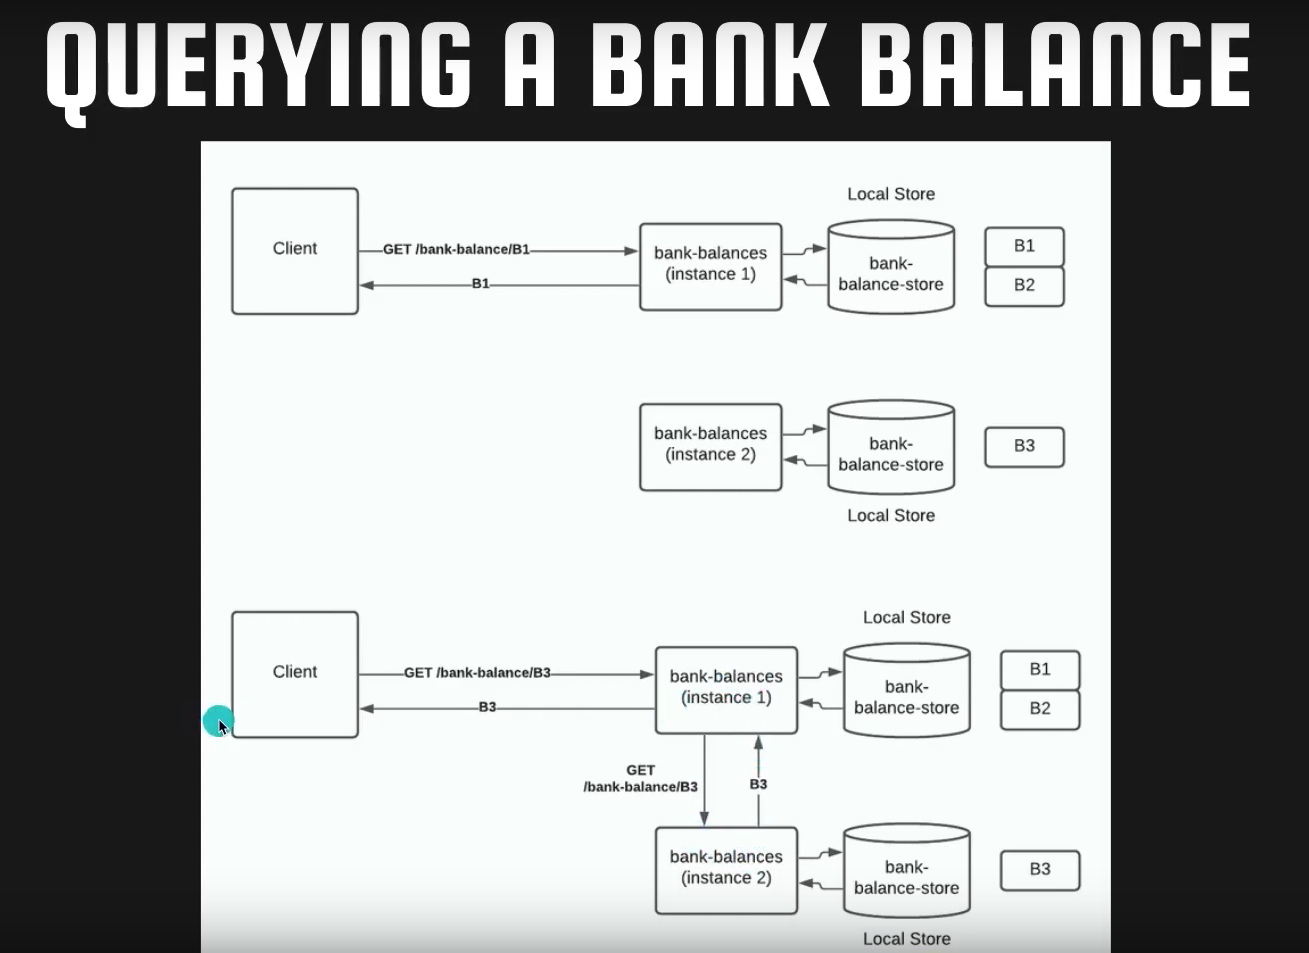 QUERYING A BANK BALANCE
Local Store
Client
GET /bank-balance/B1
B1
bank-balances
(instance 1)
bank-
balance-store
B1
B2
bank-balances
(instance 2)
bank-
balance-store
B3
Local Store
Local Store
Client
GET /bank-balance/B3
B3
bank-balances
(instance 1)
bank-
balance-store
B1
B2
GET
/bank-balance/B3
B3
bank-balances
(instance 2)
bank-
balance-store
B3
Local Store